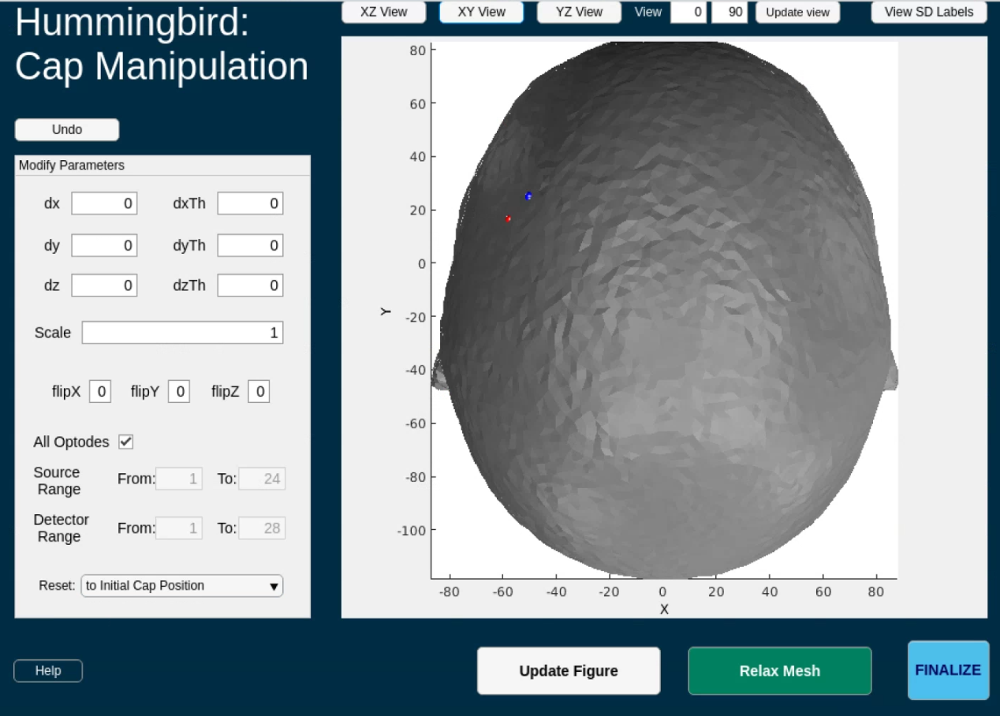 Hummingbird:
Cap Manipulation
XZ View
XY View
YZ View
View
0
90
Update view
View SD Labels
Undo
Modify Parameters
dx 0 dxTh 0
dy 0 dyTh 0
dz 0 dzTh 0
Scale 1
flipX 0 flipY 0 flipZ 0
All Optodes
Source
Range
From: 1 To: 24
Detector
Range
From: 1 To: 28
Reset: to Initial Cap Position
80
60
40
20
0
-20
-40
-60
-80
-100
Y
-80 -60 -40 -20 0 20 40 60 80
X
Help
Update Figure
Relax Mesh
FINALIZE